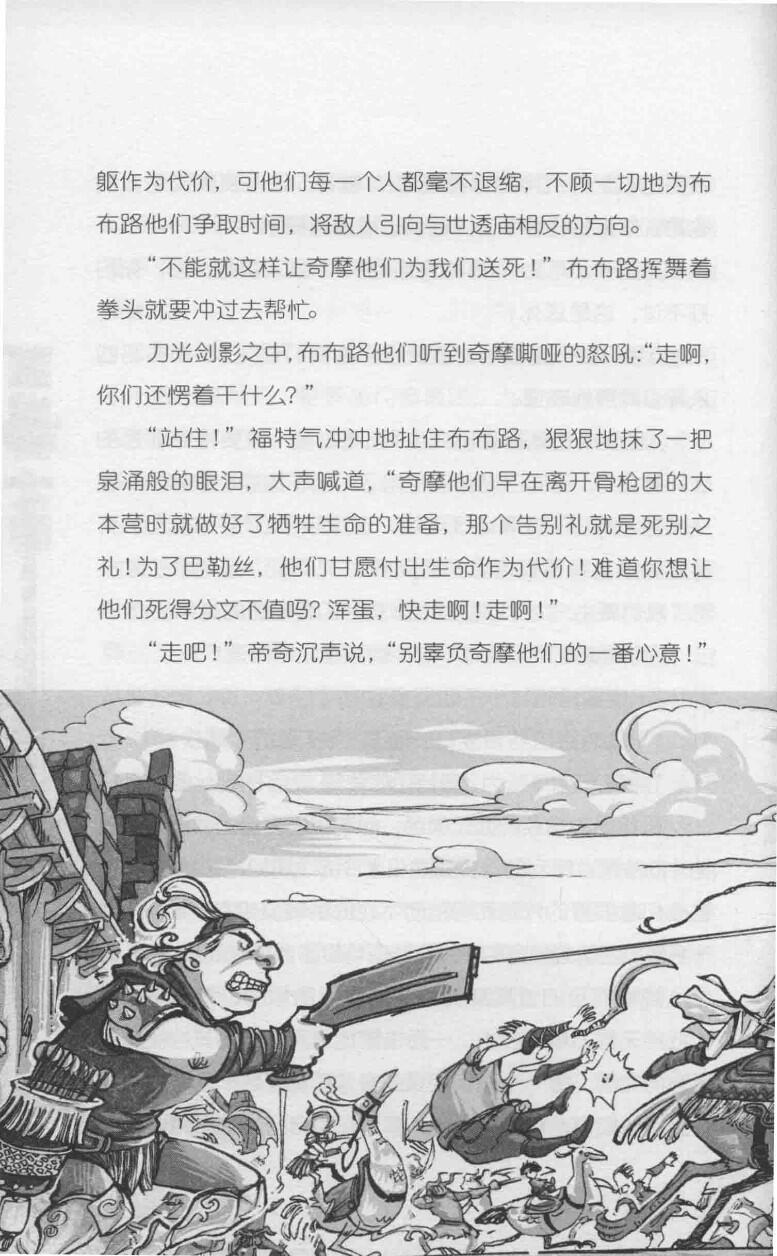 躯作为代价，可他们每一个人都毫不退缩，不顾一切地为布
布路他们争取时间，将敌人引向与世透庙相反的方向。
“不能就这样让奇摩他们为我们送死！”布布路挥舞着
拳头就要冲过去帮忙。
刀光剑影之中，布布路他们听到奇摩嘶哑的怒吼：“走啊，
你们还愣着干什么？”
“站住！”福特气冲冲地扯住布布路，狠狠地抹了一把
泉涌般的眼泪，大声喊道，“奇摩他们早在离开骨枪团的大
本营时就做好了牺牲生命的准备，那个告别礼就是死别之
礼！为了巴勒丝，他们甘愿付出生命作为代价！难道你想让
他们死得分文不值吗？浑蛋，快走啊！走啊！”
“走吧！”帝奇沉声说，“别辜负奇摩他们的一番心意！”